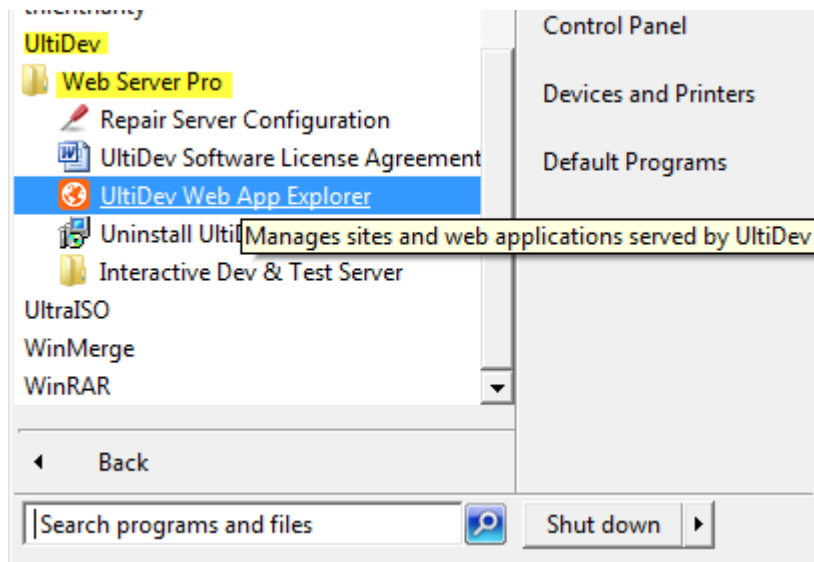 UltiDev
Web Server Pro
Repair Server Configuration
UltiDev Software License Agreement
UltiDev Web App Explorer
Uninstall Ulti
Manages sites and web applications served by UltiDev
Interactive Dev & Test Server
UltraISO
WinMerge
WinRAR
Back
Search programs and files
Control Panel
Devices and Printers
Default Programs
Shut down